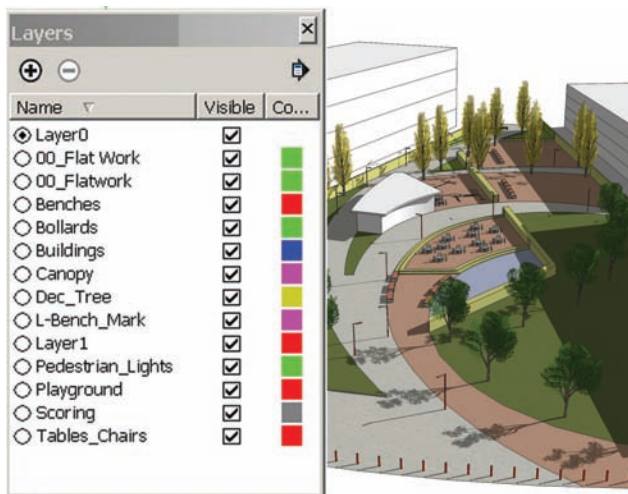 Layers
Name Visible Co...
Layer0
00_Flat Work
00_Flatwork
Benches
Bollards
Buildings
Canopy
Dec_Tree
L-Bench_Mark
Layer1
Pedestrian_Lights
Playground
Scoring
Tables_Chairs